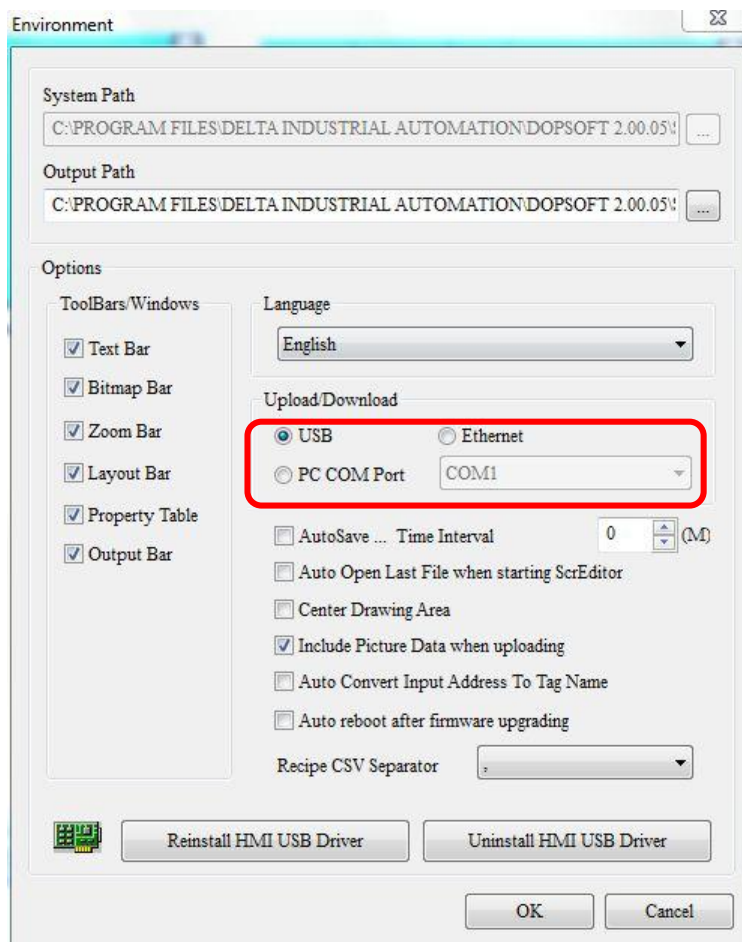 Environment
System Path
C:\PROGRAM FILES\DELTA INDUSTRIAL AUTOMATION\DOPSOFT 2.00.05\
...
Output Path
C:\PROGRAM FILES\DELTA INDUSTRIAL AUTOMATION\DOPSOFT 2.00.05\
...
Options
ToolBars/Windows
Text Bar
Bitmap Bar
Zoom Bar
Layout Bar
Property Table
Output Bar
Language
English
Upload/Download
USB Ethernet
PC COM Port COM1
AutoSave ... Time Interval 0 (M)
Auto Open Last File when starting ScrEditor
Center Drawing Area
Include Picture Data when uploading
Auto Convert Input Address To Tag Name
Auto reboot after firmware upgrading
Recipe CSV Separator ,
Reinstall HMI USB Driver Uninstall HMI USB Driver
OK Cancel